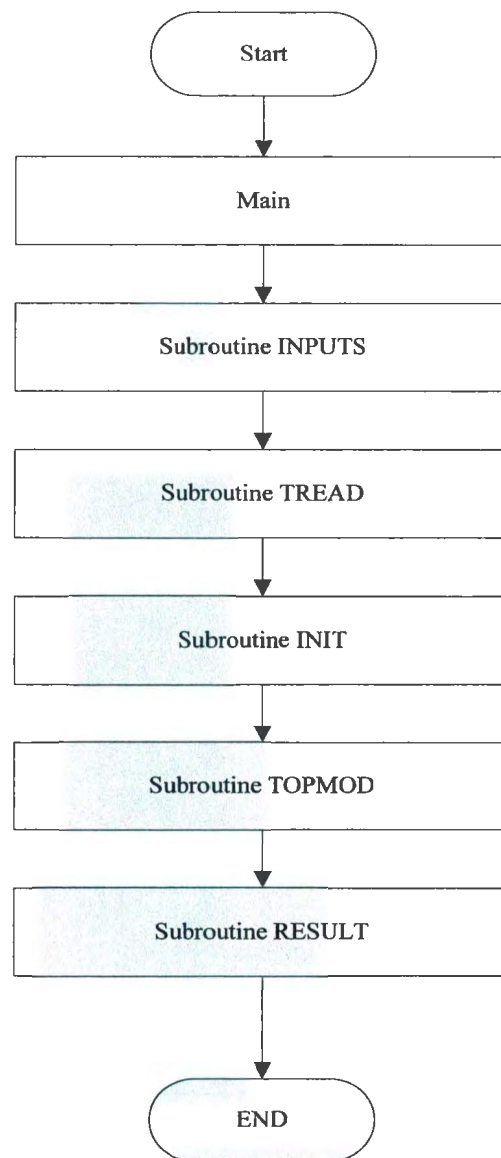 Start
Main
Subroutine INPUTS
Subroutine TREAD
Subroutine INIT
Subroutine TOPMOD
Subroutine RESULT
END